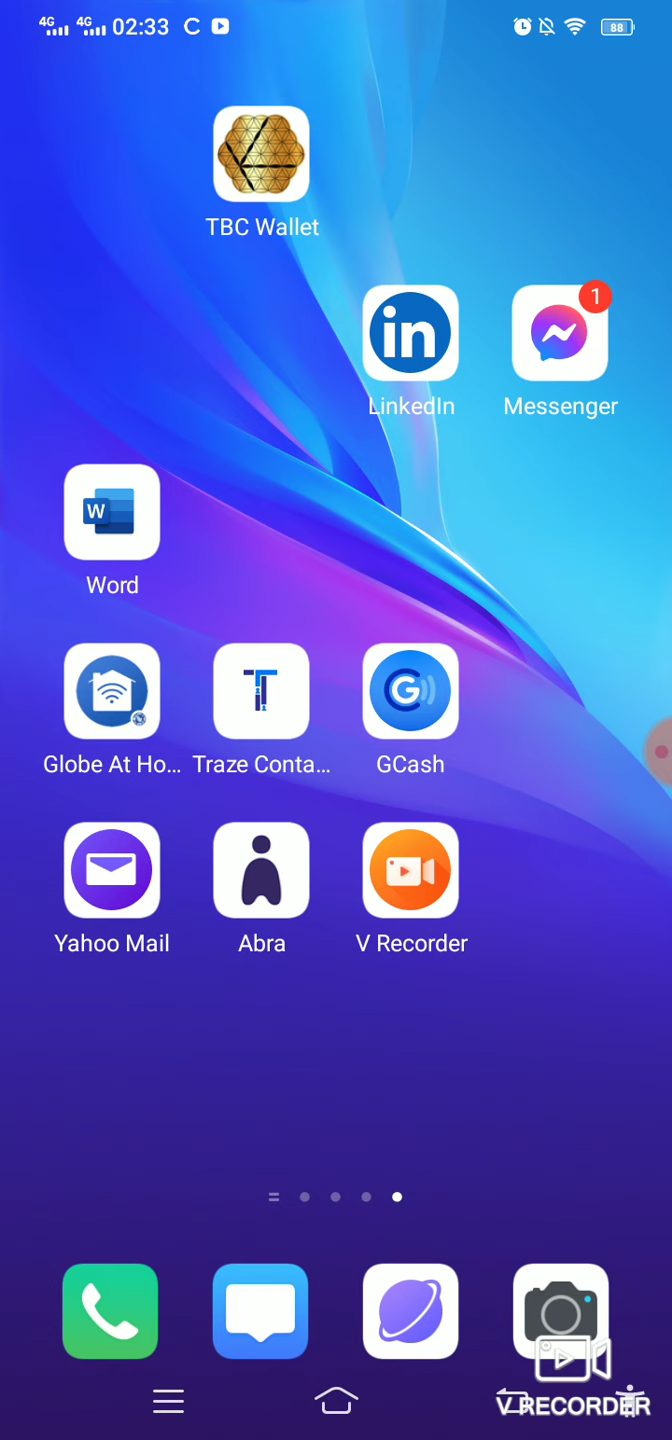 4G 4G 02:33 88
TBC Wallet
in
1
LinkedIn Messenger
W
Word
T G
Globe At Ho... Traze Conta... GCash
Yahoo Mail Abra V Recorder
V RECORDER